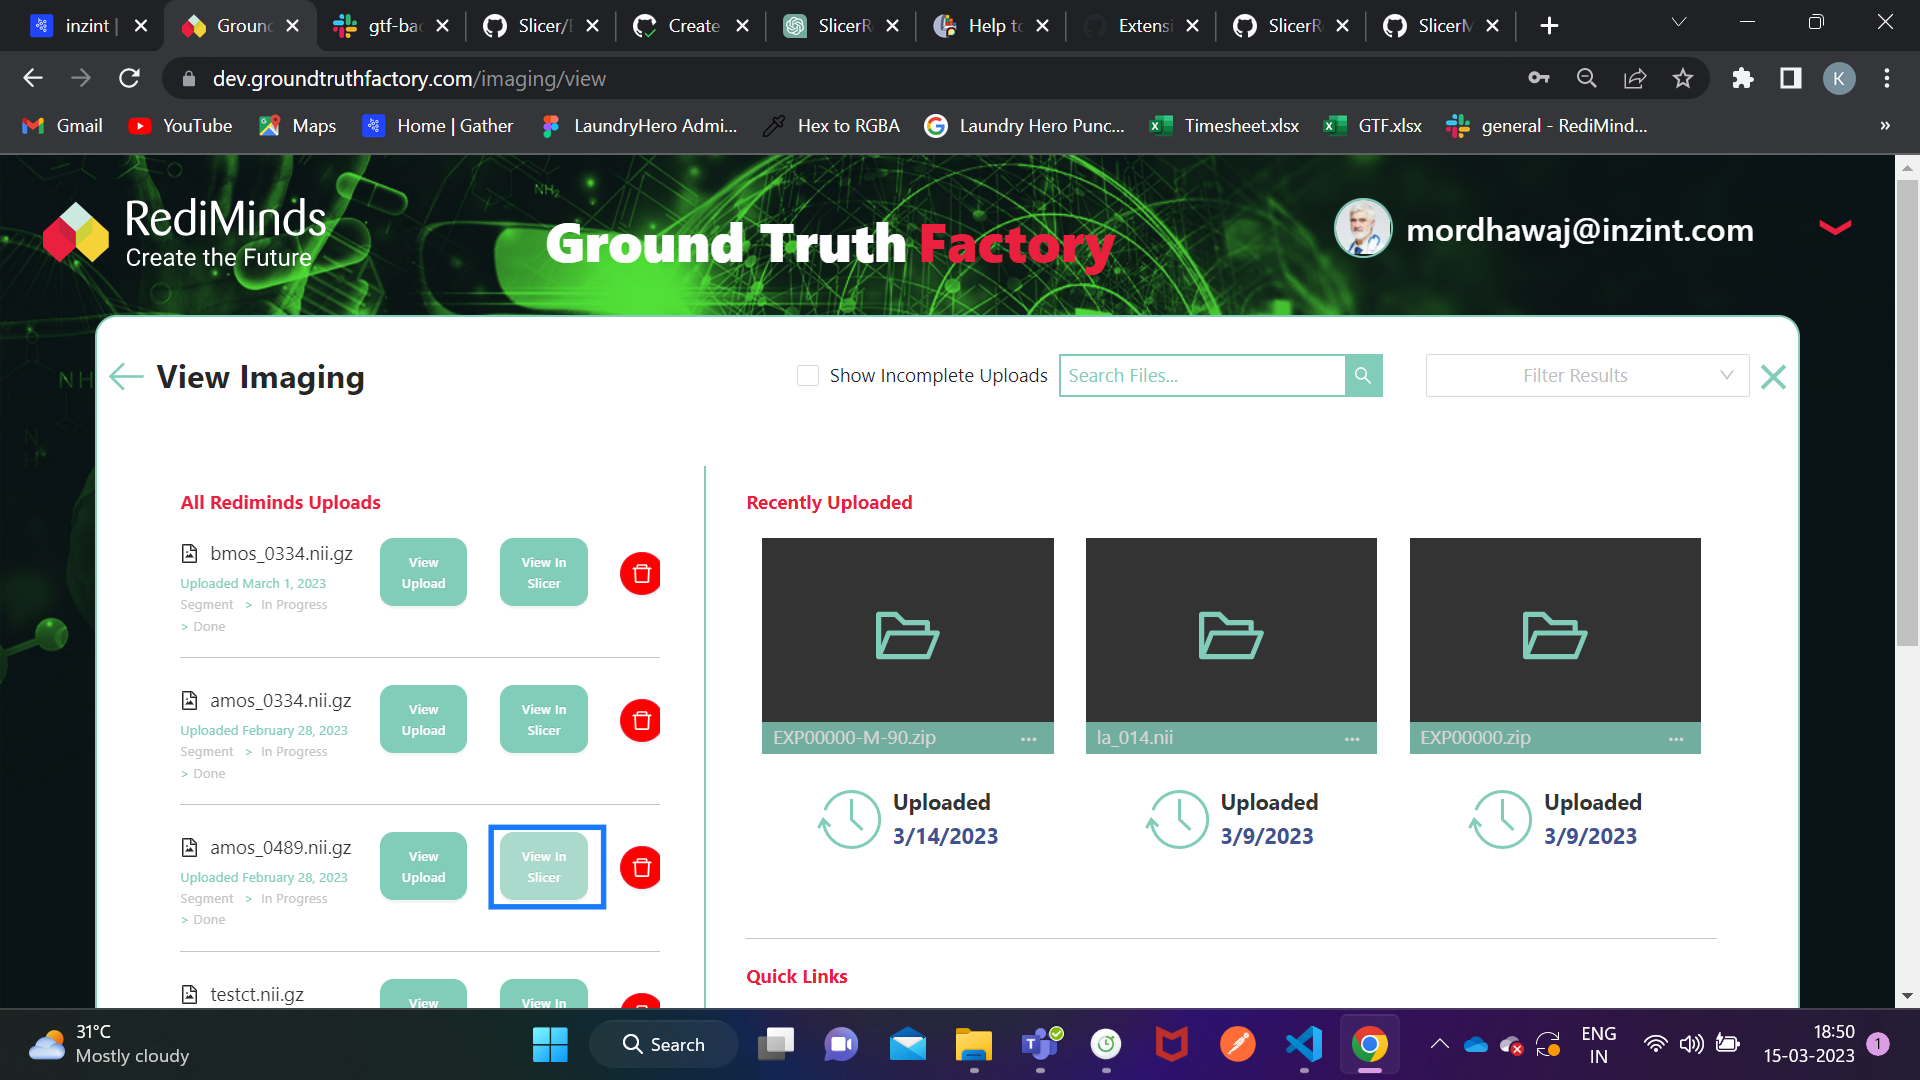 inzint |
Ground
gtf-bac
Slicer/E
Create
SlicerR
Help to
Extensi
SlicerR
SlicerM
dev.groundtruthfactory.com/imaging/view
K
Gmail
YouTube
Maps
Home | Gather
LaundryHero Admi...
Hex to RGBA
Laundry Hero Punc...
Timesheet.xlsx
GTF.xlsx
general - RediMind...
»
RediMinds
Create the Future
Ground Truth Factory
mordhawaj@inzint.com
View Imaging
Show Incomplete Uploads
Search Files...
Filter Results
All Rediminds Uploads
bmos_0334.nii.gz
Uploaded March 1, 2023
Segment > In Progress
> Done
View
Upload
View In
Slicer
amos_0334.nii.gz
Uploaded February 28, 2023
Segment > In Progress
> Done
View
Upload
View In
Slicer
amos_0489.nii.gz
Uploaded February 28, 2023
Segment > In Progress
> Done
View
Upload
View In
Slicer
testct.nii.gz
View
View In
Recently Uploaded
EXP00000-M-90.zip ...
Uploaded
3/14/2023
la_014.nii ...
Uploaded
3/9/2023
EXP00000.zip ...
Uploaded
3/9/2023
Quick Links
NH₂
NH
31°C
Mostly cloudy
Search
ENG
IN
18:50
15-03-2023
1